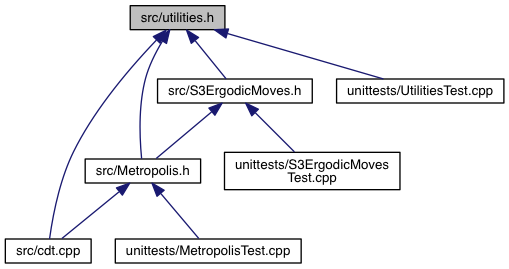 src/utilities.h
src/S3ErgodicMoves.h
unittests/UtilitiesTest.cpp
src/Metropolis.h
unittests/S3ErgodicMoves
Test.cpp
src/cdt.cpp
unittests/MetropolisTest.cpp